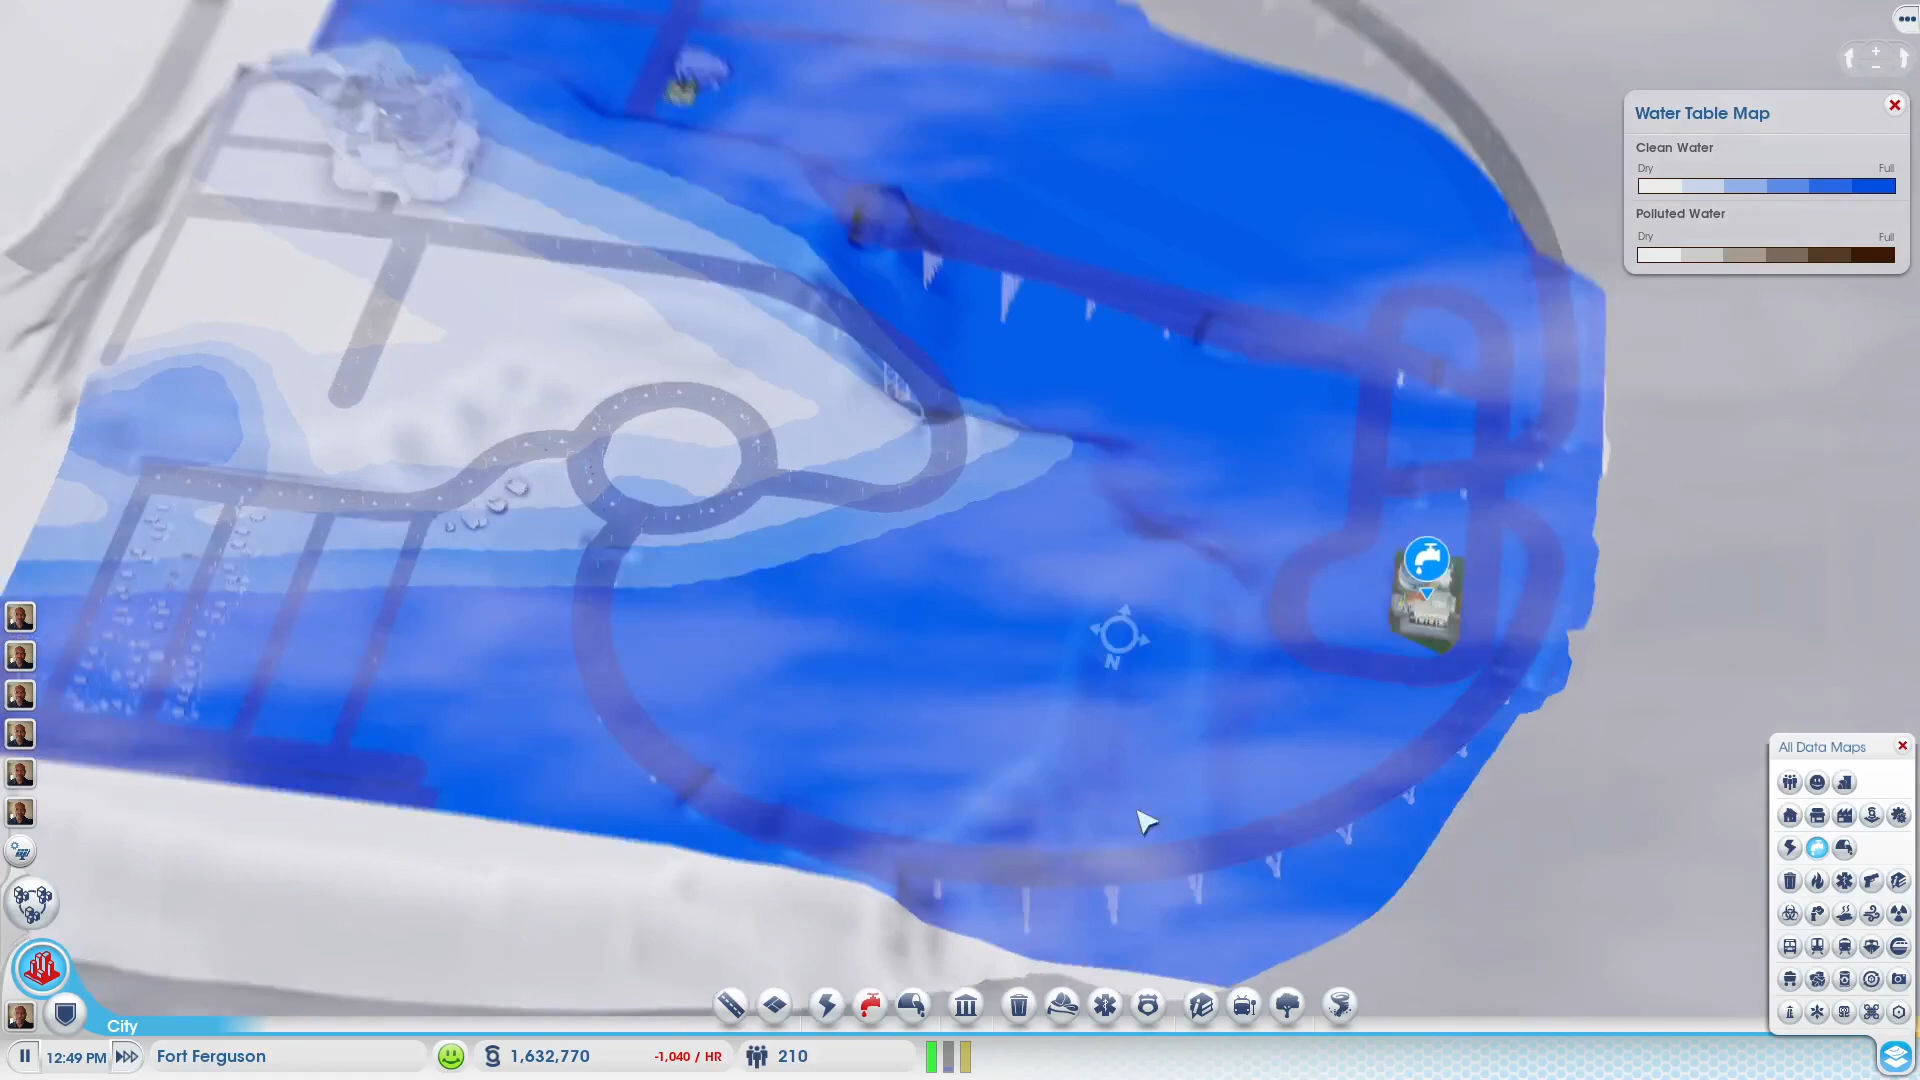 Water Table Map
Clean Water
Dry Full
Polluted Water
Dry Full
N
All Data Maps
City
12:49 PM Fort Ferguson 1,632,770 -1,040 / HR 210